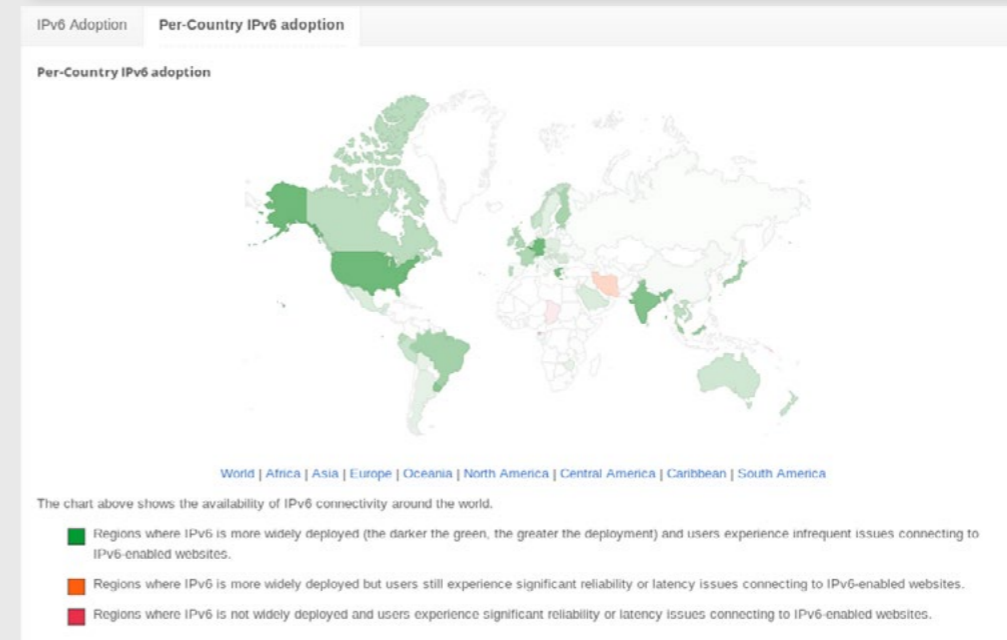 IPv6 Adoption
Per-Country IPv6 adoption
Per-Country IPv6 adoption
World | Africa | Asia | Europe | Oceania | North America | Central America | Caribbean | South America
The chart above shows the availability of IPv6 connectivity around the world.
Regions where IPv6 is more widely deployed (the darker the green, the greater the deployment) and users experience infrequent issues connecting to
IPv6-enabled websites.
Regions where IPv6 is more widely deployed but users still experience significant reliability or latency issues connecting to IPv6-enabled websites.
Regions where IPv6 is not widely deployed and users experience significant reliability or latency issues connecting to IPv6-enabled websites.